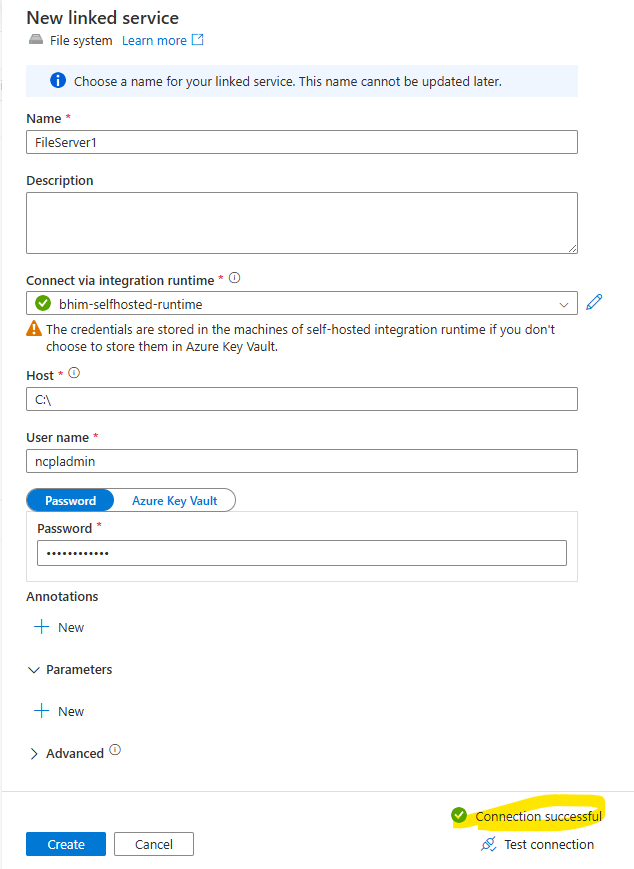 New linked service
File system Learn more
Choose a name for your linked service. This name cannot be updated later.
Name *
FileServer1
Description
Connect via integration runtime *
bhim-selfhosted-runtime
The credentials are stored in the machines of self-hosted integration runtime if you don't
choose to store them in Azure Key Vault.
Host *
C:\
User name *
ncpladmin
Password Azure Key Vault
Password *
••••••••••••
Annotations
New
Parameters
New
Advanced
Connection successful
Create Cancel Test connection